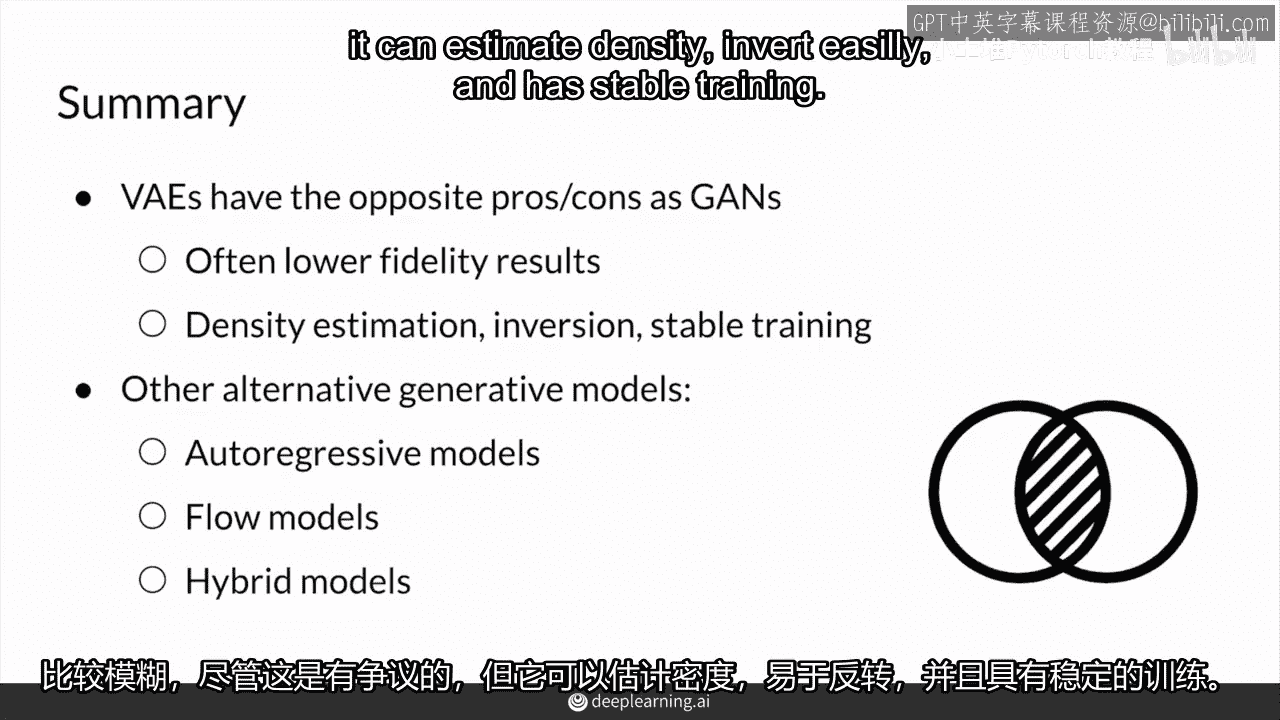 GPT中英字幕课程资源@bilibili.com
it can estimate density, invert easilly,
and has stable training.
Summary
● VAEs have the opposite pros/cons as GANs
○ Often lower fidelity results
○ Density estimation, inversion, stable training
● Other alternative generative models:
○ Autoregressive models
○ Flow models
○ Hybrid models
比较模糊，尽管这是有争议的，但它可以估计密度，易于反转，并且具有稳定的训练。
deeplearning.ai